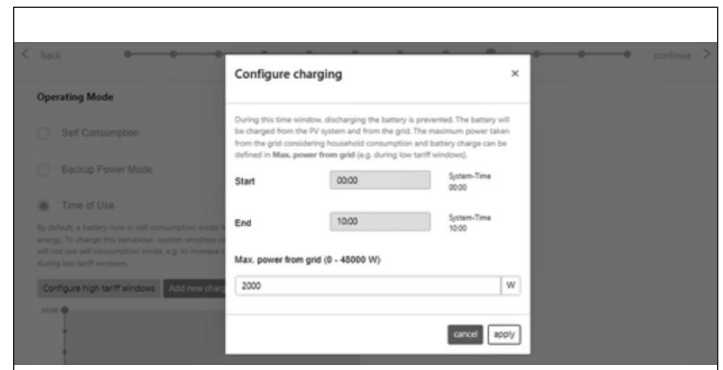 back
continue
Operating Mode
Self Consumption
Backup Power Mode
Time of Use
By default, a battery runs in self consumption mode
energy. To change this behaviour, custom windows
will not use self consumption mode, e.g. to increase
during low tariff windows.
Configure high tariff windows
Add new charg
00:00
Configure charging
×
During this time window, discharging the battery is prevented. The battery will
be charged from the PV system and from the grid. The maximum power taken
from the grid considering household consumption and battery charge can be
defined in Max. power from grid (e.g. during low tariff windows).
Start
00:00
System-Time
00:00
End
10:00
System-Time
10:00
Max. power from grid (0 - 48000 W)
2000
W
cancel
apply